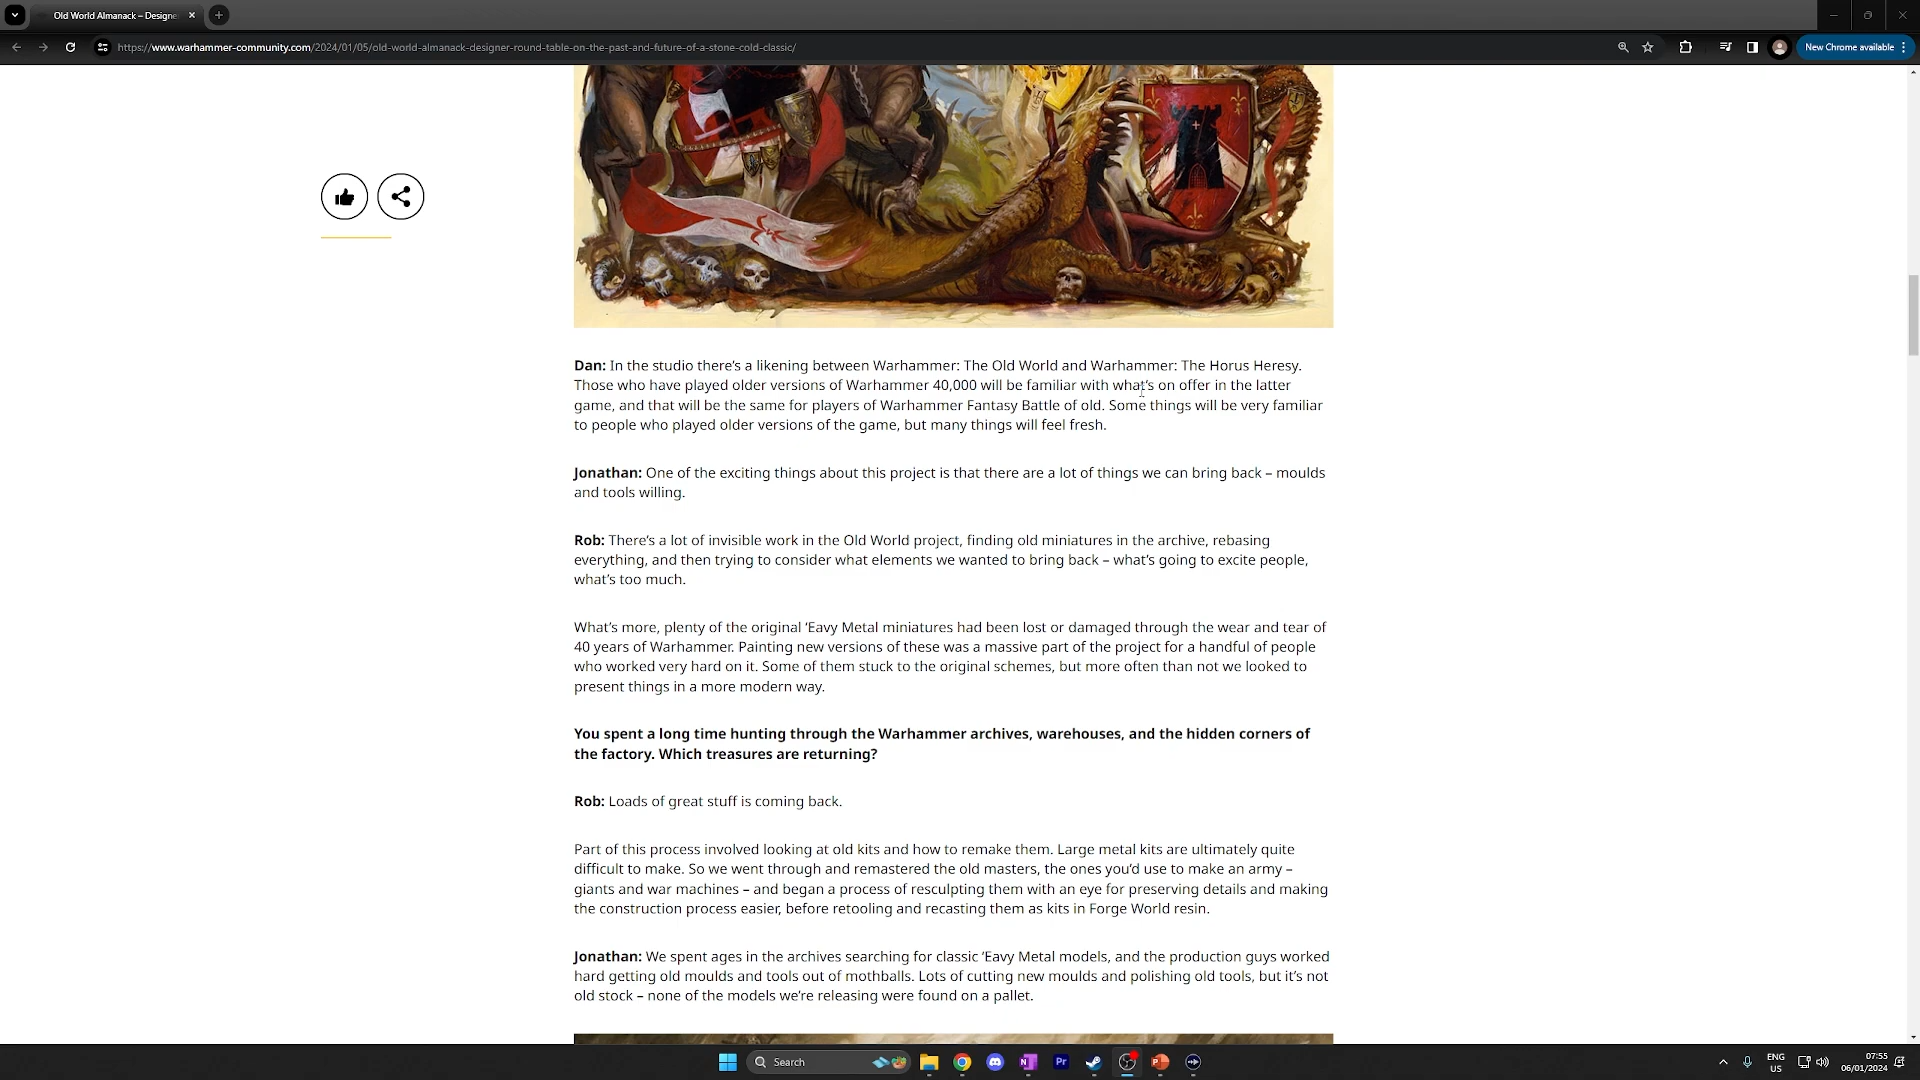 Old World Almanack – Designe
https://www.warhammer-community.com/2024/01/05/old-world-almanack-designer-round-table-on-the-past-and-future-of-a-stone-cold-classic/
New Chrome available
Dan: In the studio there's a likening between Warhammer: The Old World and Warhammer: The Horus Heresy.
Those who have played older versions of Warhammer 40,000 will be familiar with what's on offer in the latter
game, and that will be the same for players of Warhammer Fantasy Battle of old. Some things will be very familiar
to people who played older versions of the game, but many things will feel fresh.
Jonathan: One of the exciting things about this project is that there are a lot of things we can bring back – moulds
and tools willing.
Rob: There's a lot of invisible work in the Old World project, finding old miniatures in the archive, rebasing
everything, and then trying to consider what elements we wanted to bring back – what's going to excite people,
what's too much.
What's more, plenty of the original 'Eavy Metal miniatures had been lost or damaged through the wear and tear of
40 years of Warhammer. Painting new versions of these was a massive part of the project for a handful of people
who worked very hard on it. Some of them stuck to the original schemes, but more often than not we looked to
present things in a more modern way.
You spent a long time hunting through the Warhammer archives, warehouses, and the hidden corners of
the factory. Which treasures are returning?
Rob: Loads of great stuff is coming back.
Part of this process involved looking at old kits and how to remake them. Large metal kits are ultimately quite
difficult to make. So we went through and remastered the old masters, the ones you'd use to make an army –
giants and war machines – and began a process of resculpting them with an eye for preserving details and making
the construction process easier, before retooling and recasting them as kits in Forge World resin.
Jonathan: We spent ages in the archives searching for classic 'Eavy Metal models, and the production guys worked
hard getting old moulds and tools out of mothballs. Lots of cutting new moulds and polishing old tools, but it's not
old stock – none of the models we're releasing were found on a pallet.
Search
N
Pr
P
ENG
US
07:55
06/01/2024